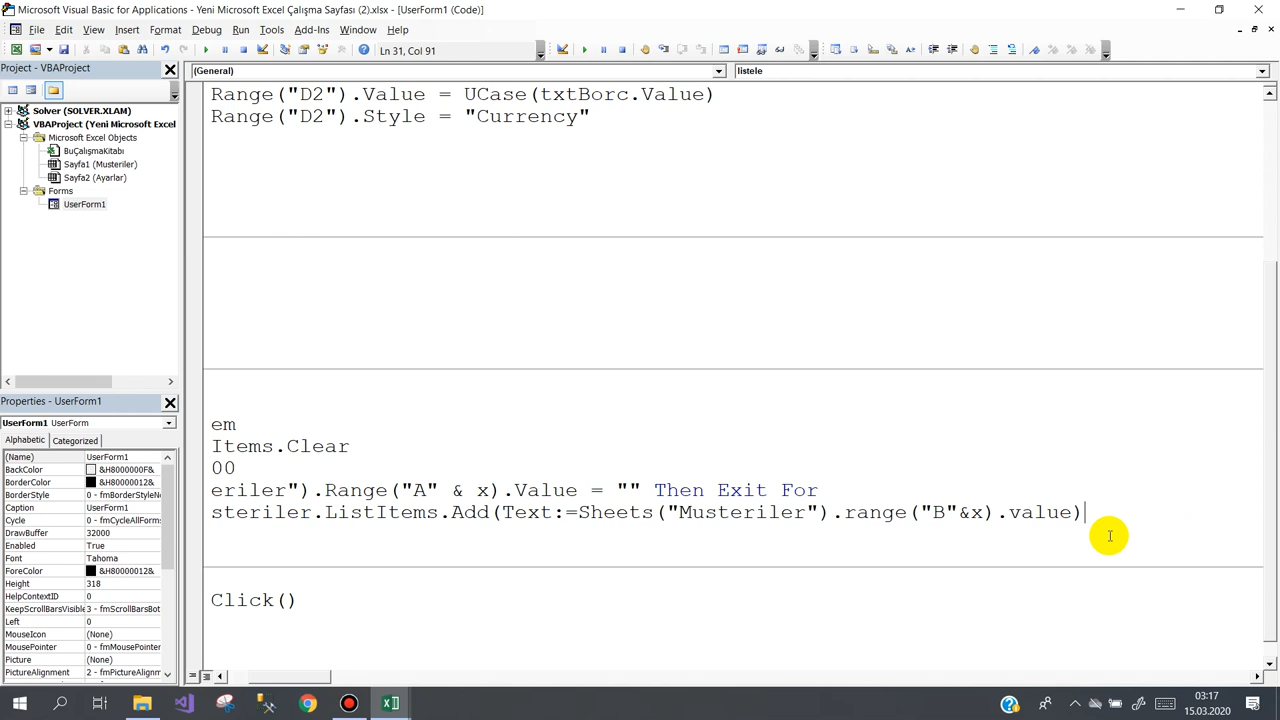 Microsoft Visual Basic for Applications - Yeni Microsoft Excel Çalışma Sayfası (2).xlsx - [UserForm1 (Code)]
File Edit View Insert Format Debug Run Tools Add-Ins Window Help
Ln 31, Col 91
Project - VBAProject
(General)
listele
Solver (SOLVER.XLAM)
VBAProject (Yeni Microsoft Excel
Microsoft Excel Objects
BuÇalışmaKitabı
Sayfa1 (Musteriler)
Sayfa2 (Ayarlar)
Forms
UserForm1
Range("D2").Value = UCase(txtBorc.Value)
Range("D2").Style = "Currency"
em
Items.Clear
00
eriler").Range("A" & x).Value = "" Then Exit For
steriler.ListItems.Add(Text:=Sheets("Musteriler").range("B"&x).value)
Click()
Properties - UserForm1
UserForm1 UserForm
Alphabetic Categorized
(Name) UserForm1
BackColor &H8000000F&
BorderColor &H80000012&
BorderStyle 0 - fmBorderStyleNo
Caption UserForm1
Cycle 0 - fmCycleAllForms
DrawBuffer 32000
Enabled True
Font Tahoma
ForeColor &H80000012&
Height 318
HelpContextID 0
KeepScrollBarsVisible 3 - fmScrollBarsBot
Left 0
MouseIcon (None)
MousePointer 0 - fmMousePointer
Picture (None)
PictureAlignment 2 - fmPictureAlignm
03:17
15.03.2020